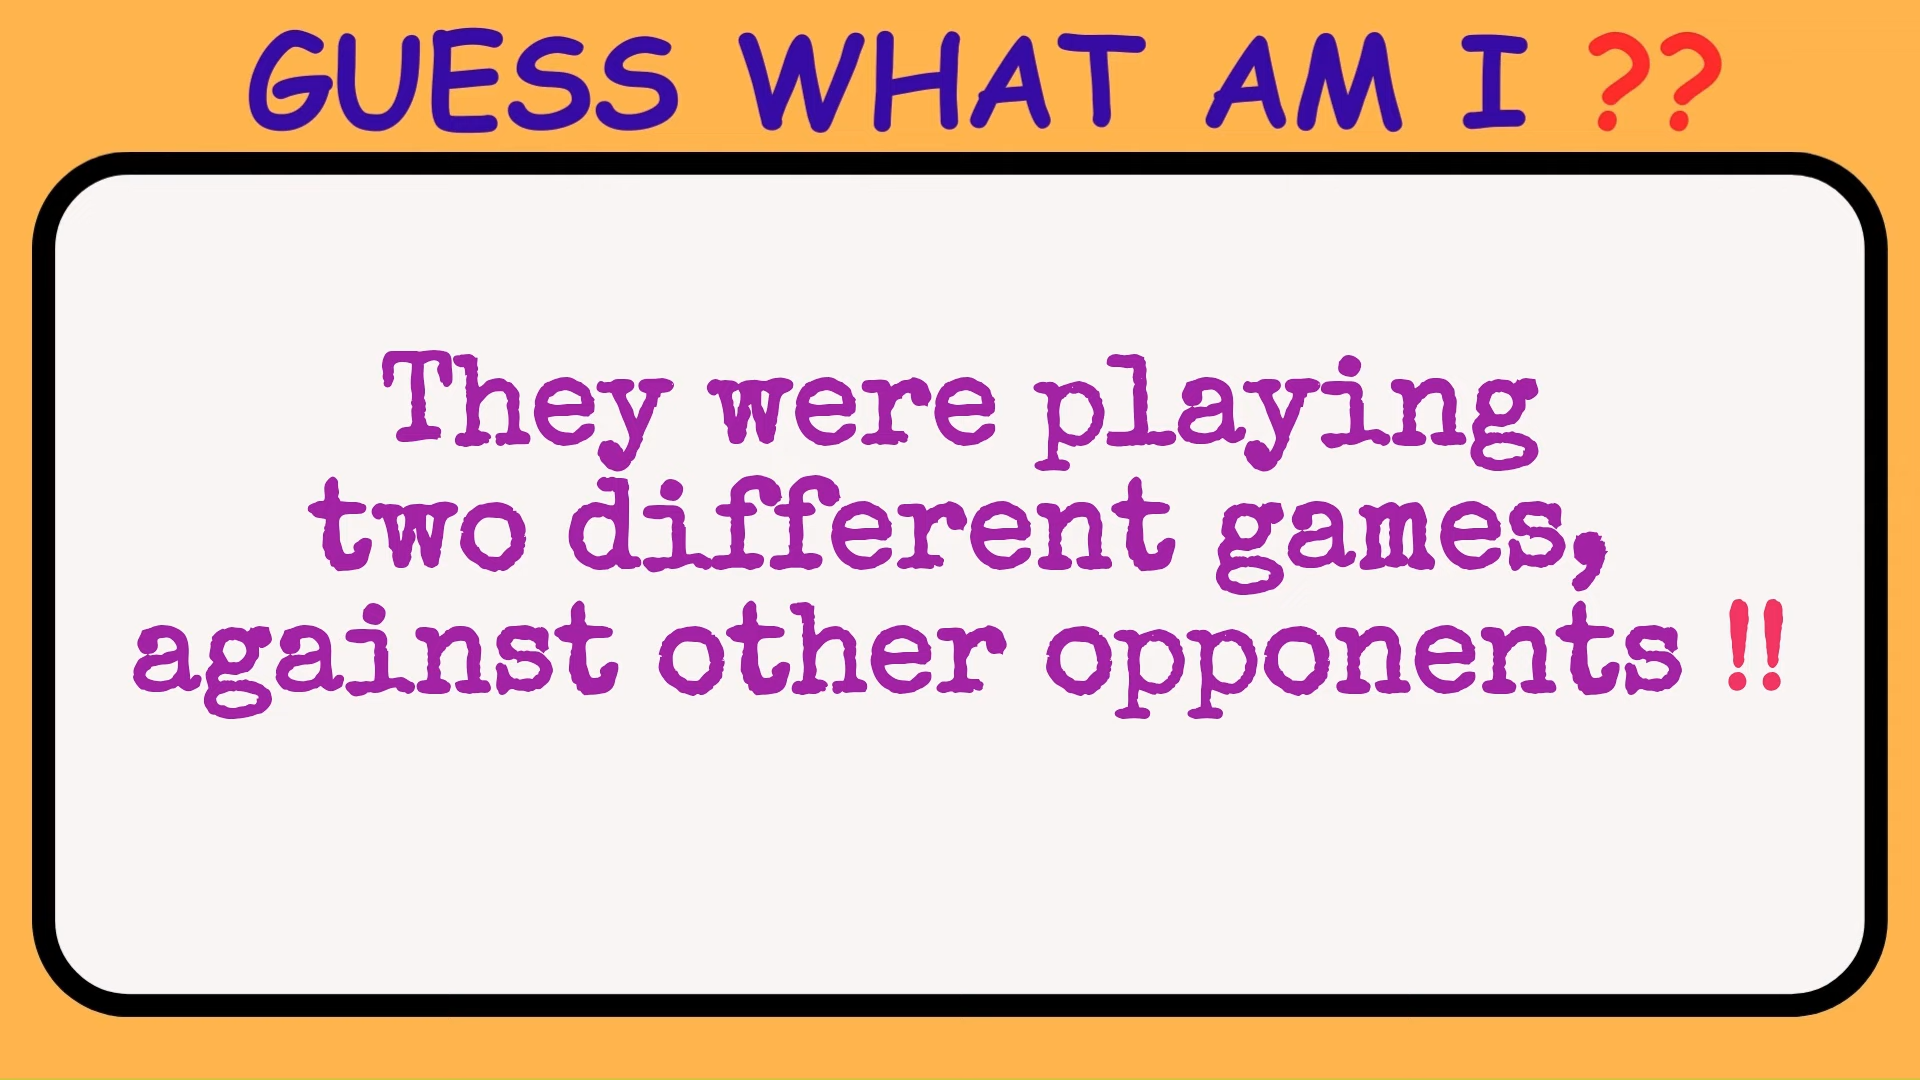 GUESS WHAT AM I ??
They were playing
two different games,
against other opponents ‼